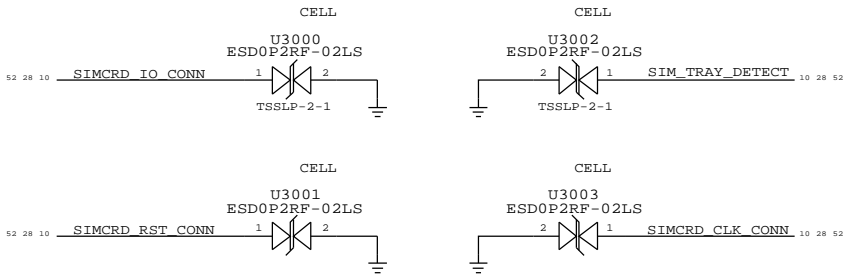 CELL
U3000
ESD0P2RF-02LS
52 28 10 SIMCRD_IO_CONN 1 2
TSSLP-2-1
CELL
U3002
ESD0P2RF-02LS
2 1 SIM_TRAY_DETECT 10 28 52
TSSLP-2-1
CELL
U3001
ESD0P2RF-02LS
52 28 10 SIMCRD_RST_CONN 1 2
CELL
U3003
ESD0P2RF-02LS
2 1 SIMCRD_CLK_CONN 10 28 52